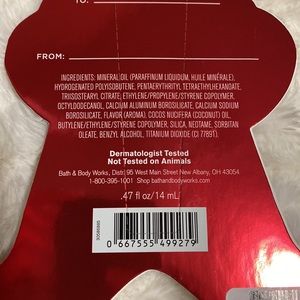 TO:
FROM:
INGREDIENTS: MINERAL OIL (PARAFFINUM LIQUIDUM, HUILE MINÉRALE),
HYDROGENATED POLYISOBUTENE, PENTAERYTHRITYL TETRAETHYLHEXANOATE,
TRIISOSTEARYL CITRATE, ETHYLENE/PROPYLENE/STYRENE COPOLYMER,
OCTYLDODECANOL, CALCIUM ALUMINUM BOROSILICATE, CALCIUM SODIUM
BOROSILICATE, FLAVOR (AROMA), COCOS NUCIFERA (COCONUT) OIL,
BUTYLENE/ETHYLENE/STYRENE COPOLYMER, SILICA, NEOTAME, SORBITAN
OLEATE, BENZYL ALCOHOL, TITANIUM DIOXIDE (CI 77891).
Dermatologist Tested
Not Tested on Animals
Bath & Body Works, Distr. 95 West Main Street New Albany, OH 43054
1-800-395-1001 Shop bathandbodyworks.com
.47 fl oz/14 mL
0 667555 499279